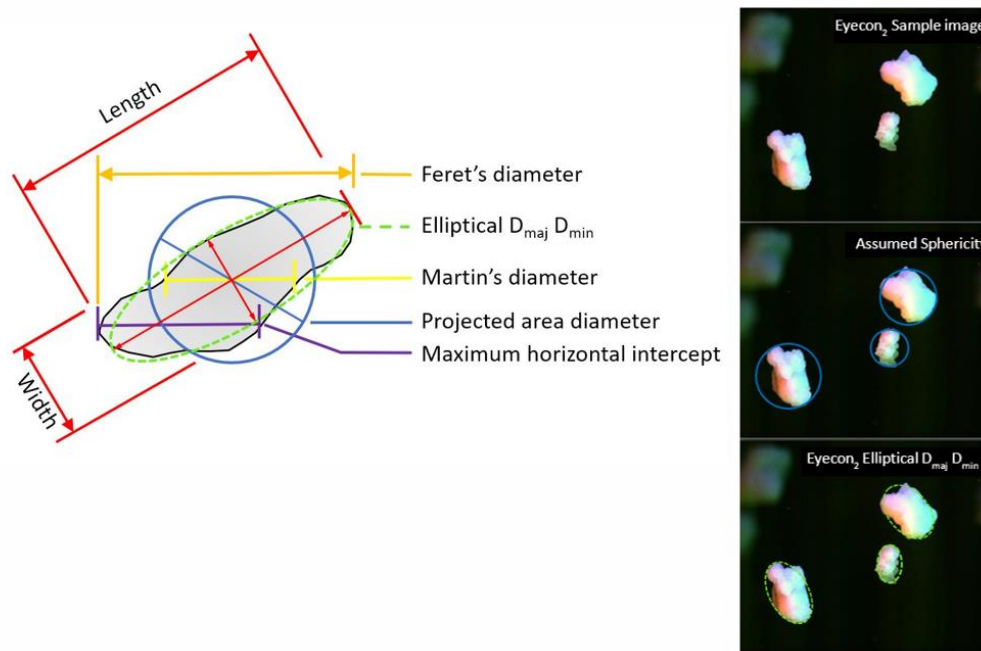 Length
Width
Feret's diameter
Elliptical Dmaj Dmin
Martin's diameter
Projected area diameter
Maximum horizontal intercept
Eyecon2 Sample image
Assumed Sphericity
Eyecon2 Elliptical Dmaj Dmin